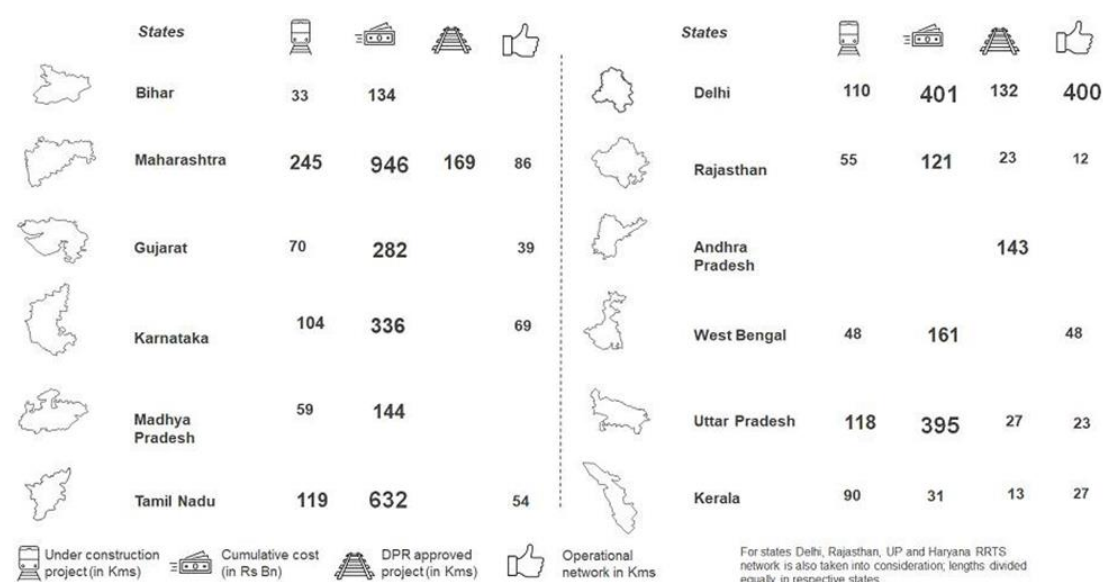 States
Bihar 33 134
Maharashtra 245 946 169 86
Gujarat 70 282 39
Karnataka 104 336 69
Madhya
Pradesh 59 144
Tamil Nadu 119 632 54
States
Delhi 110 401 132 400
Rajasthan 55 121 23 12
Andhra
Pradesh 143
West Bengal 48 161 48
Uttar Pradesh 118 395 27 23
Kerala 90 31 13 27
Under construction
project (in Kms)
Cumulative cost
(in Rs Bn)
DPR approved
project (in Kms)
Operational
network in Kms
For states Delhi, Rajasthan, UP and Haryana RRTS
network is also taken into consideration; lengths divided
equally in respective states